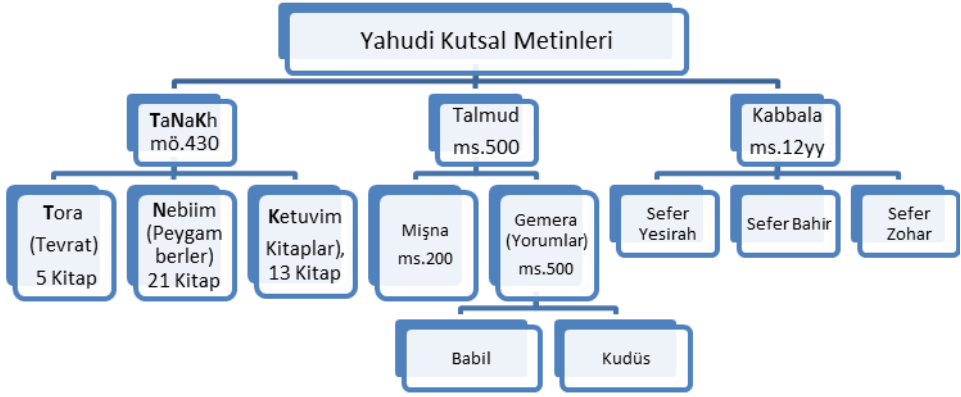 Yahudi Kutsal Metinleri
TaNaKh
mö.430
Talmud
ms.500
Kabbala
ms.12yy
Tora
(Tevrat)
5 Kitap
Nebiim
(Peygam
berler)
21 Kitap
Ketuvim
Kitaplar),
13 Kitap
Mişna
ms.200
Gemera
(Yorumlar)
ms.500
Sefer
Yesirah
Sefer Bahir
Sefer
Zohar
Babil
Kudüs